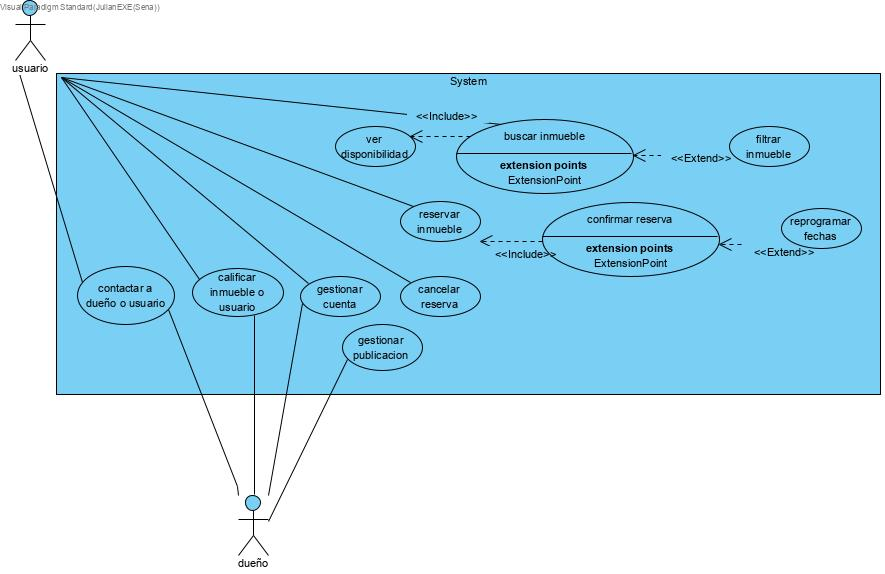 Visual Paradigm Standard(JulianEXE(Sena))
usuario
System
<<Include>>
buscar inmueble
ver
disponibilidad
extension points
ExtensionPoint
<<Extend>>
filtrar
inmueble
reservar
inmueble
confirmar reserva
extension points
ExtensionPoint
<<Include>>
reprogramar
fechas
<<Extend>>
contactar a
dueño o usuario
calificar
inmueble o
usuario
gestionar
cuenta
cancelar
reserva
gestionar
publicacion
dueño